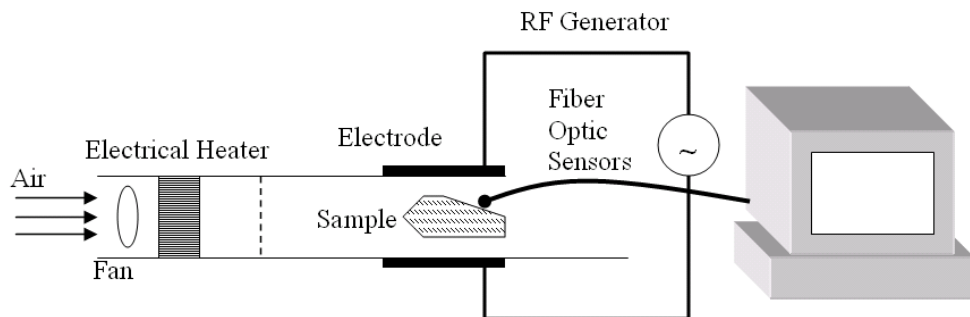 RF Generator
Fiber
Optic
Sensors
Electrode
Electrical Heater
Air
Sample
Fan
~